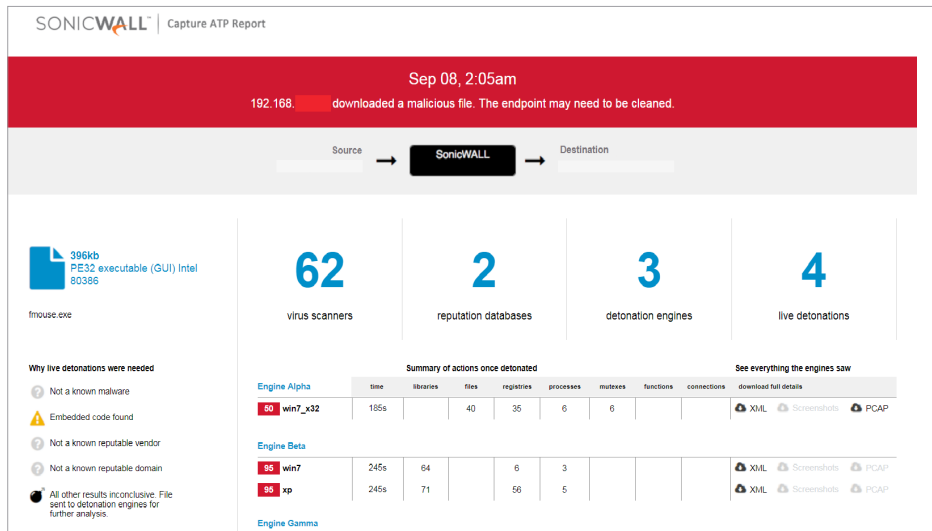 SONICWALL™ | Capture ATP Report
Sep 08, 2:05am
192.168. downloaded a malicious file. The endpoint may need to be cleaned.
Source
SonicWALL
Destination
396kb
PE32 executable (GUI) Intel
80386
fmouse.exe
62
virus scanners
2
reputation databases
3
detonation engines
4
live detonations
Why live detonations were needed
Not a known malware
Embedded code found
Not a known reputable vendor
Not a known reputable domain
All other results inconclusive. File
sent to detonation engines for
further analysis.
Summary of actions once detonated
See everything the engines saw
Engine Alpha time libraries files registries processes mutexes functions connections download full details
50 win7_x32 185s 40 35 6 6 XML Screenshots PCAP
Engine Beta
95 win7 245s 64 6 3 XML Screenshots PCAP
95 xp 245s 71 56 5 XML Screenshots PCAP
Engine Gamma